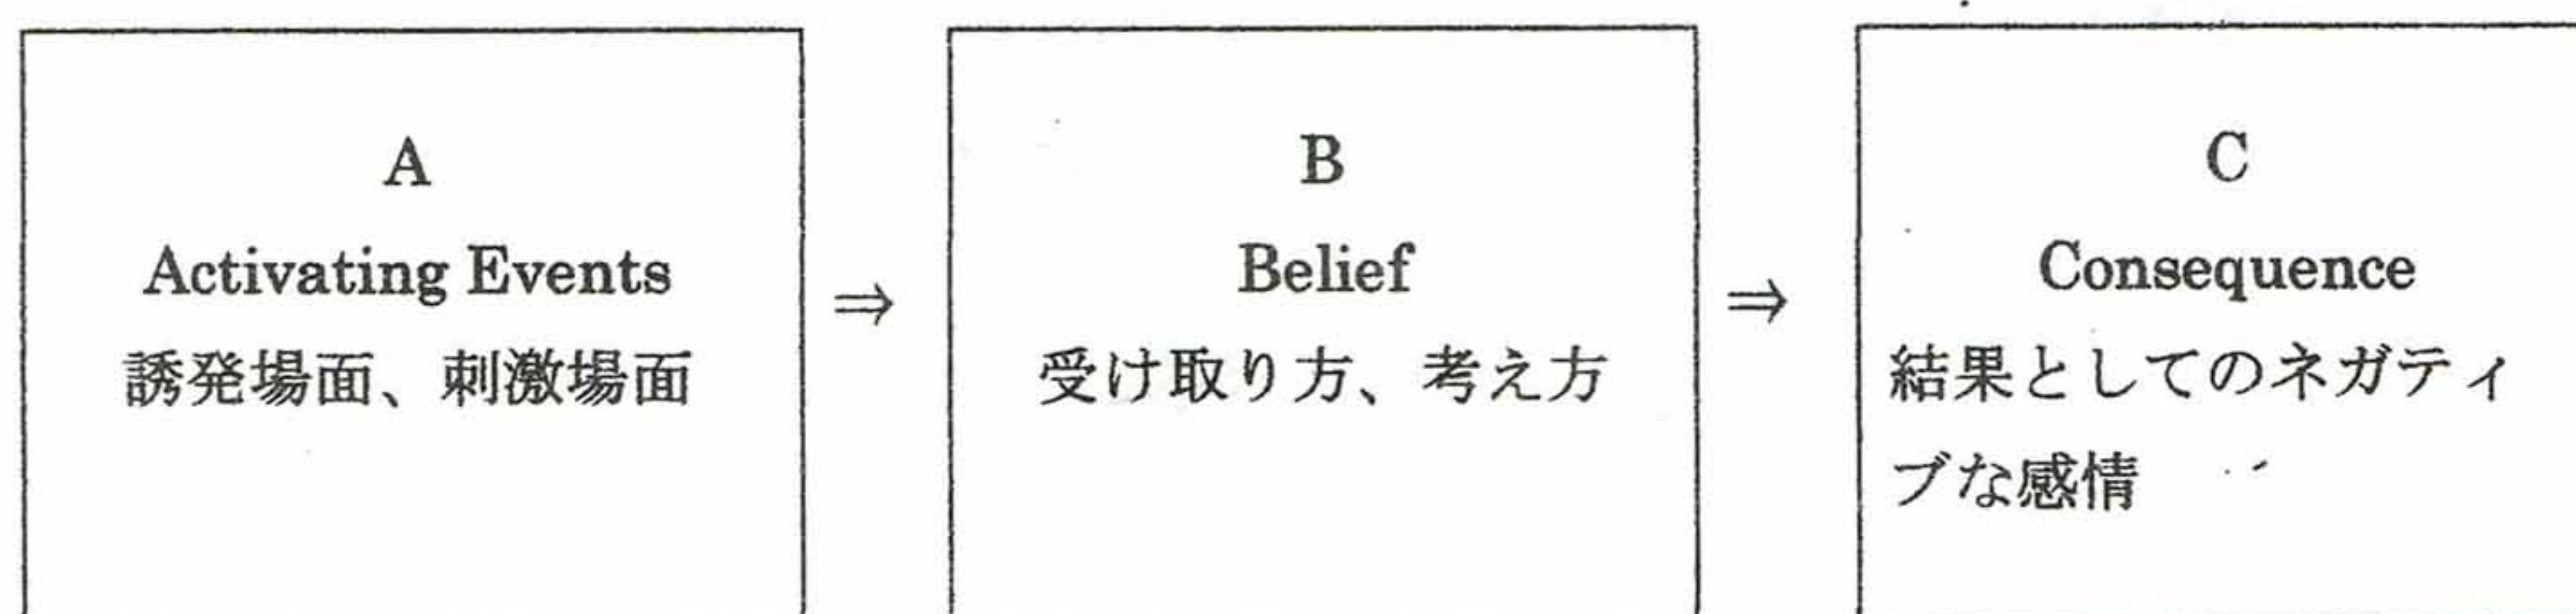 A
Activating Events
誘発場面、刺激場面
⇒
B
Belief
受け取り方、考え方
⇒
C
Consequence
結果としてのネガティ
ブな感情